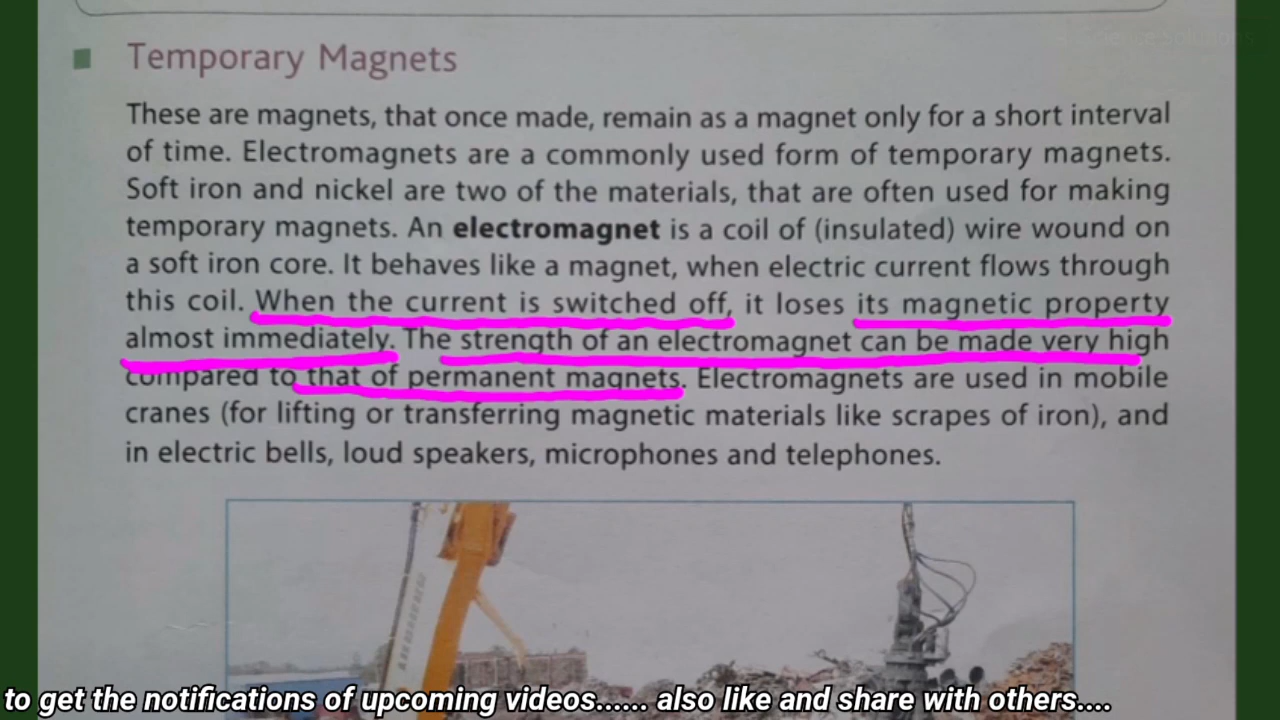 Temporary Magnets
These are magnets, that once made, remain as a magnet only for a short interval
of time. Electromagnets are a commonly used form of temporary magnets.
Soft iron and nickel are two of the materials, that are often used for making
temporary magnets. An electromagnet is a coil of (insulated) wire wound on
a soft iron core. It behaves like a magnet, when electric current flows through
this coil. When the current is switched off, it loses its magnetic property
almost immediately. The strength of an electromagnet can be made very high
compared to that of permanent magnets. Electromagnets are used in mobile
cranes (for lifting or transferring magnetic materials like scrapes of iron), and
in electric bells, loud speakers, microphones and telephones.
to get the notifications of upcoming videos...... also like and share with others....